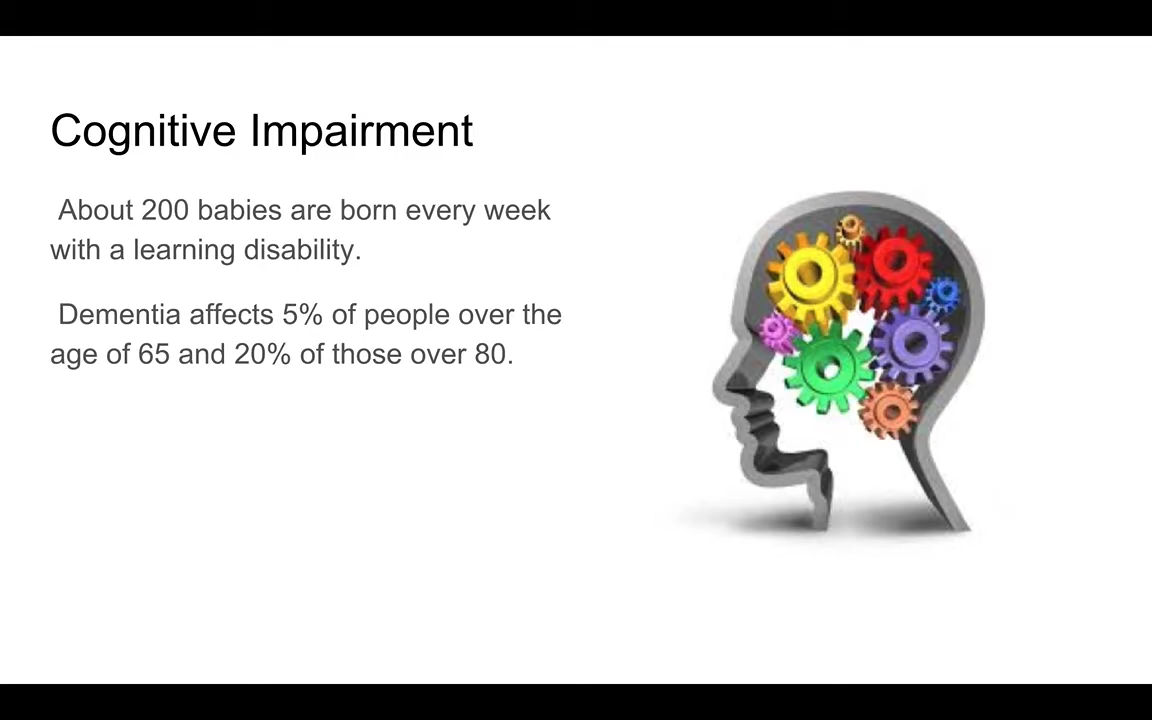 Cognitive Impairment
About 200 babies are born every week
with a learning disability.
Dementia affects 5% of people over the
age of 65 and 20% of those over 80.